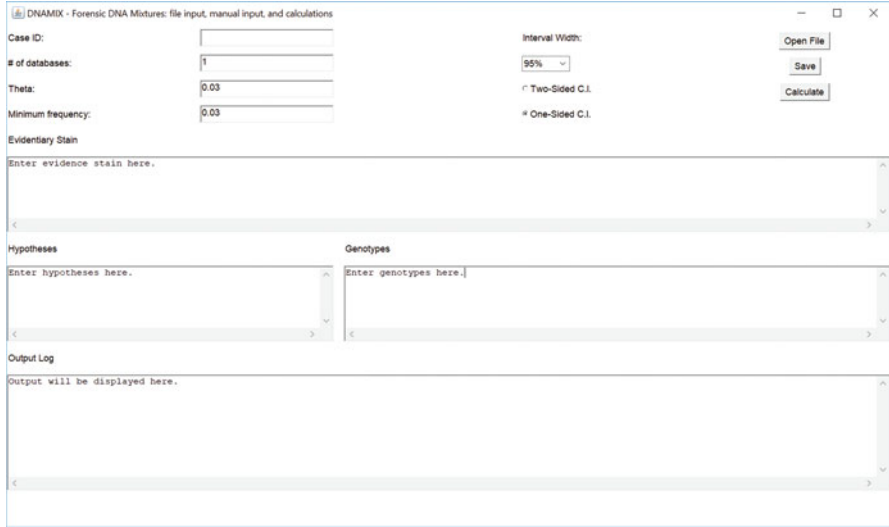 DNAMIX - Forensic DNA Mixtures: file input, manual input, and calculations
Case ID:
Interval Width:
Open File
# of databases:
1
95%
Save
Theta:
0.03
Two-Sided C.I.
Calculate
Minimum frequency:
0.03
One-Sided C.I.
Evidentiary Stain
Enter evidence stain here.
Hypotheses
Genotypes
Enter hypotheses here.
Enter genotypes here.
Output Log
Output will be displayed here.